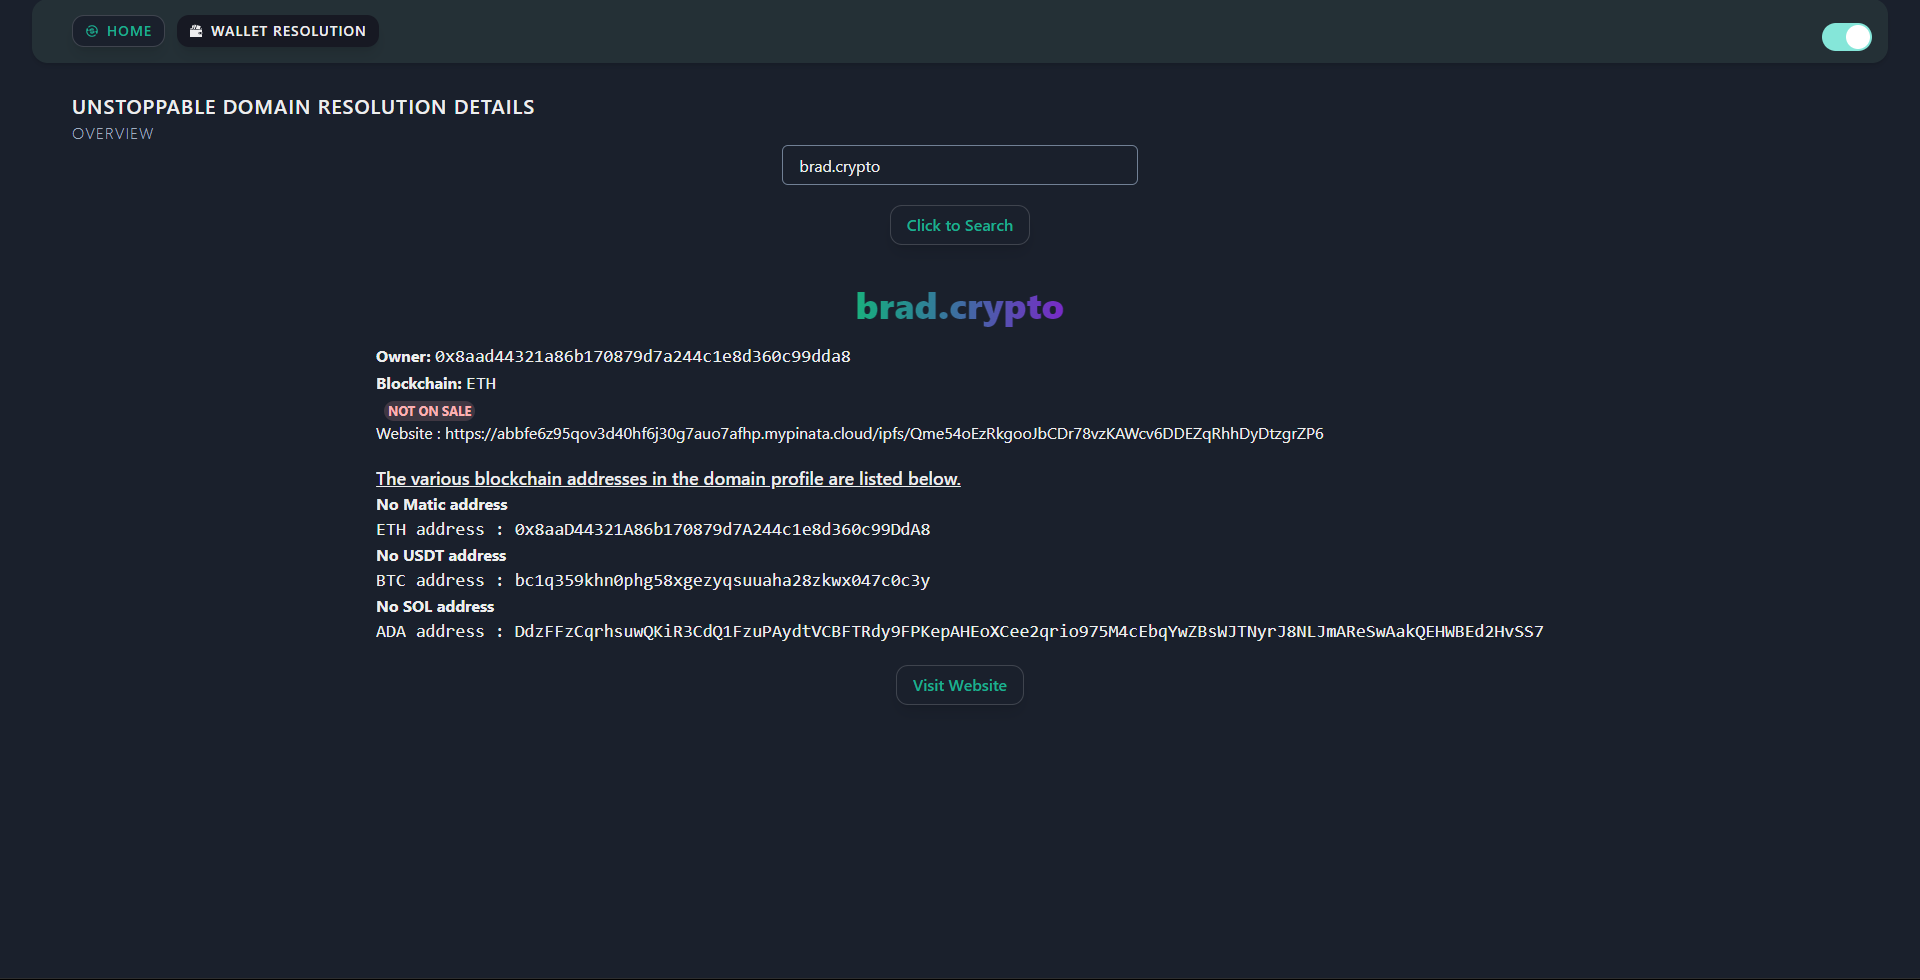 HOME
WALLET RESOLUTION
UNSTOPPABLE DOMAIN RESOLUTION DETAILS
OVERVIEW
brad.crypto
Click to Search
brad.crypto
Owner: 0x8aad44321a86b170879d7a244c1e8d360c99dda8
Blockchain: ETH
NOT ON SALE
Website : https://abbfe6z95qov3d40hf6j30g7auo7afhp.mypinata.cloud/ipfs/Qme54oEzRkgooJbCDr78vzKAWcv6DDEZqRhhDyDtzgrZP6
The various blockchain addresses in the domain profile are listed below.
No Matic address
ETH address : 0x8aaD44321A86b170879d7A244c1e8d360c99DdA8
No USDT address
BTC address : bc1q359khn0phg58xgezyqsuuaha28zkwx047c0c3y
No SOL address
ADA address : DdzFFzCqrhsuwQKiR3CdQ1FzuPAydtVCBFTRdy9FPKepAHEoXCee2qrio975M4cEbqYwZBsWJTNyrJ8NLJmAReSwAakQEHWBEd2HvSS7
Visit Website